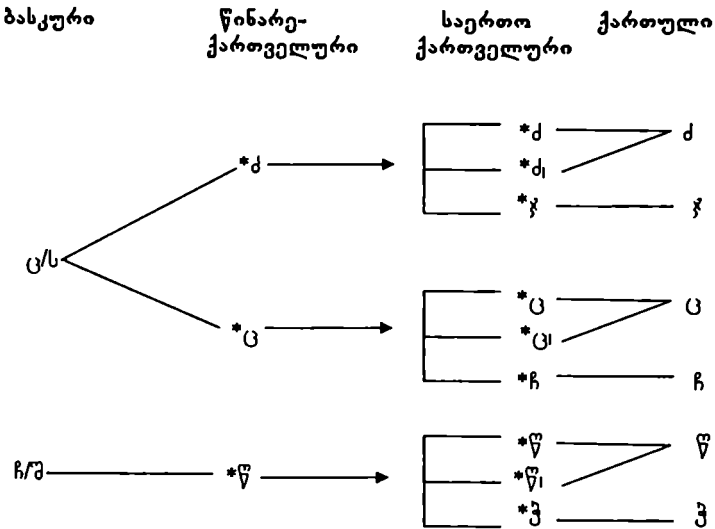 ბასკური წინარე- საერთო ქართული
ქართველური ქართველური
*ძ ძ
*ძ *ძ₁
*ჯ ჯ
ც/ს
*ც ც
*ც *ც₁
*ჩ ჩ
*წ წ
ჩ/შ *წ *წ₁
*ჭ ჭ